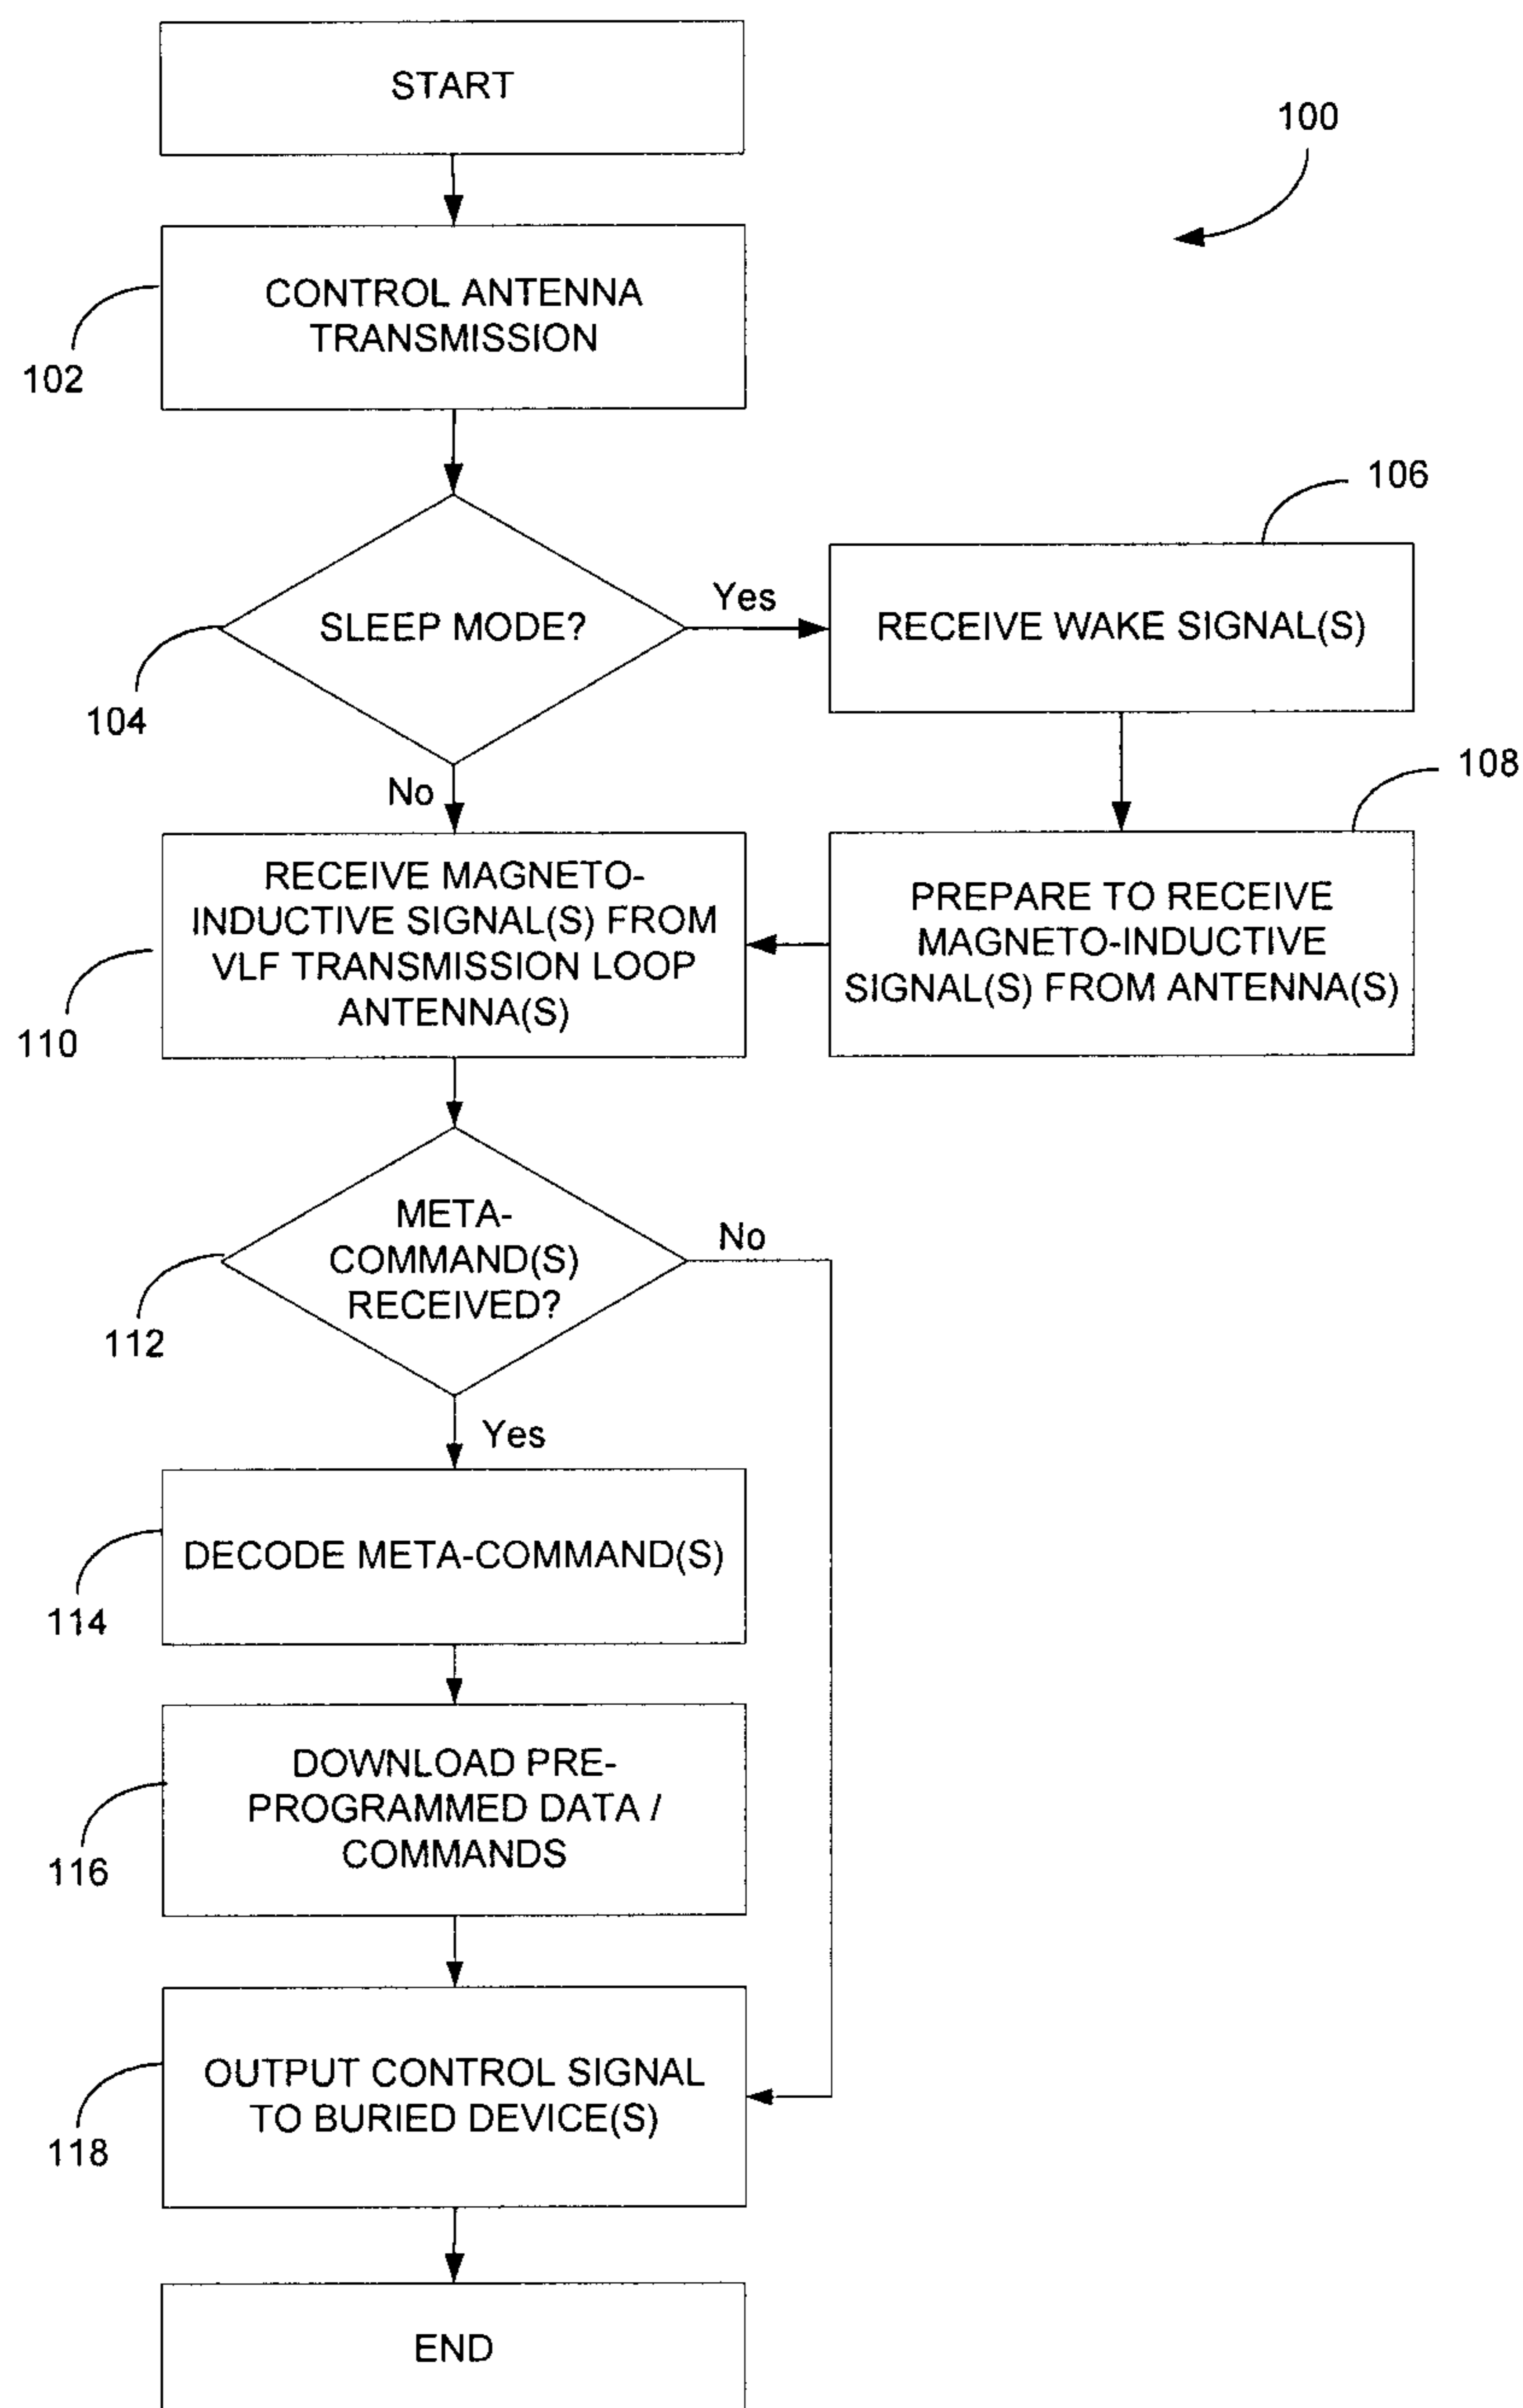 START
100
CONTROL ANTENNA
TRANSMISSION
102
106
SLEEP MODE?
Yes
RECEIVE WAKE SIGNAL(S)
104
No
108
RECEIVE MAGNETO-
INDUCTIVE SIGNAL(S) FROM
VLF TRANSMISSION LOOP
ANTENNA(S)
PREPARE TO RECEIVE
MAGNETO-INDUCTIVE
SIGNAL(S) FROM ANTENNA(S)
110
META-
COMMAND(S)
RECEIVED?
No
112
Yes
DECODE META-COMMAND(S)
114
DOWNLOAD PRE-
PROGRAMMED DATA /
COMMANDS
116
OUTPUT CONTROL SIGNAL
TO BURIED DEVICE(S)
118
END